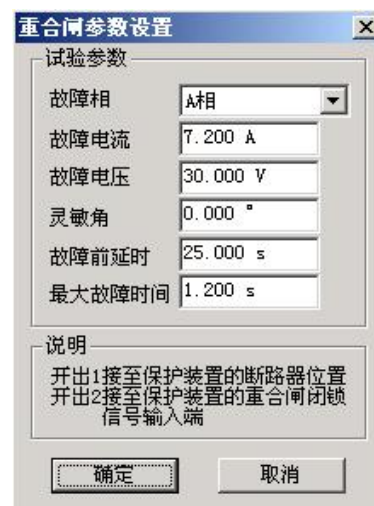 重合闸参数设置
试验参数
故障相 A相
故障电流 7.200 A
故障电压 30.000 V
灵敏角 0.000 °
故障前延时 25.000 s
最大故障时间 1.200 s
说明
开出1接至保护装置的断路器位置
开出2接至保护装置的重合闸闭锁
信号输入端
确定 取消